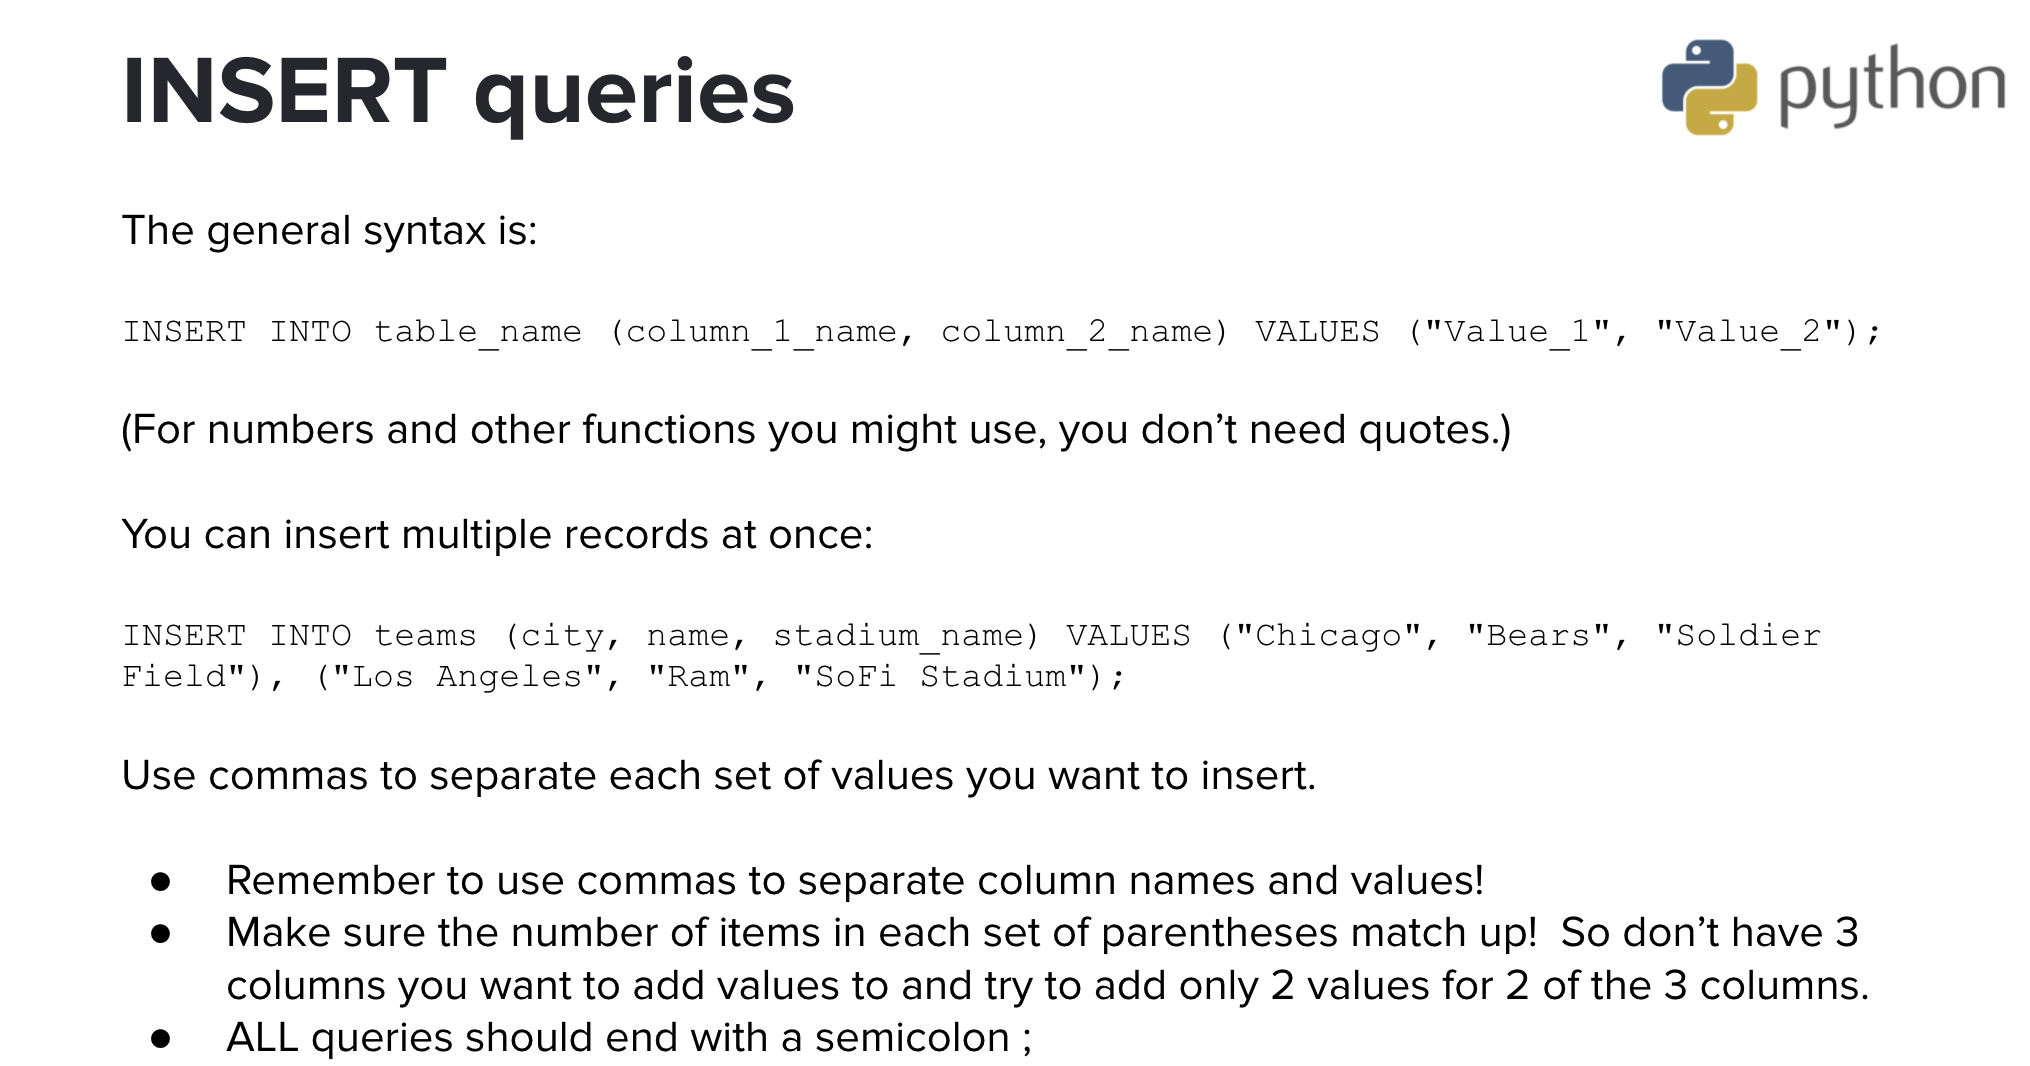 INSERT queries
python
The general syntax is:
INSERT INTO table_name (column_1_name, column_2_name) VALUES ("Value_1", "Value_2");
(For numbers and other functions you might use, you don’t need quotes.)
You can insert multiple records at once:
INSERT INTO teams (city, name, stadium_name) VALUES ("Chicago", "Bears", "Soldier
Field"), ("Los Angeles", "Ram", "SoFi Stadium");
Use commas to separate each set of values you want to insert.
● Remember to use commas to separate column names and values!
● Make sure the number of items in each set of parentheses match up!  So don’t have 3
columns you want to add values to and try to add only 2 values for 2 of the 3 columns.
● ALL queries should end with a semicolon ;